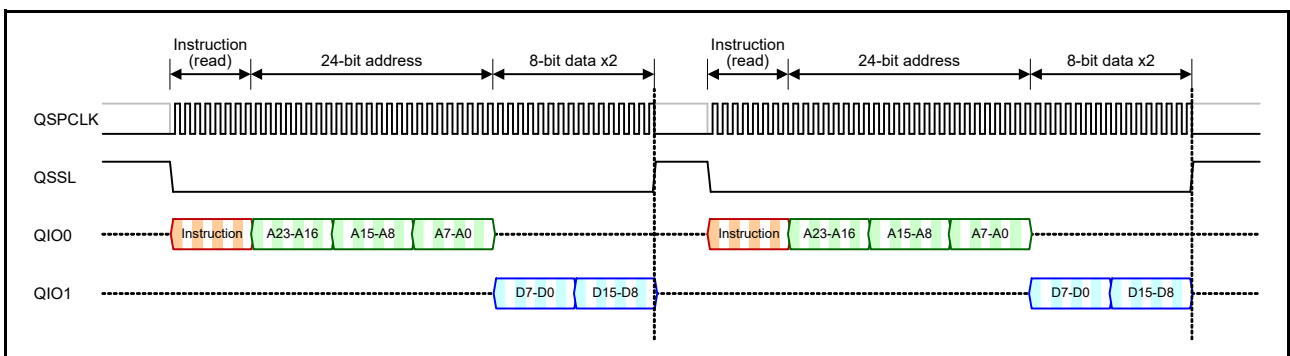 Instruction
(read)
24-bit address
8-bit data x2
Instruction
(read)
24-bit address
8-bit data x2
QSPCLK
QSSL
QIO0
Instruction
A23-A16
A15-A8
A7-A0
Instruction
A23-A16
A15-A8
A7-A0
QIO1
D7-D0
D15-D8
D7-D0
D15-D8